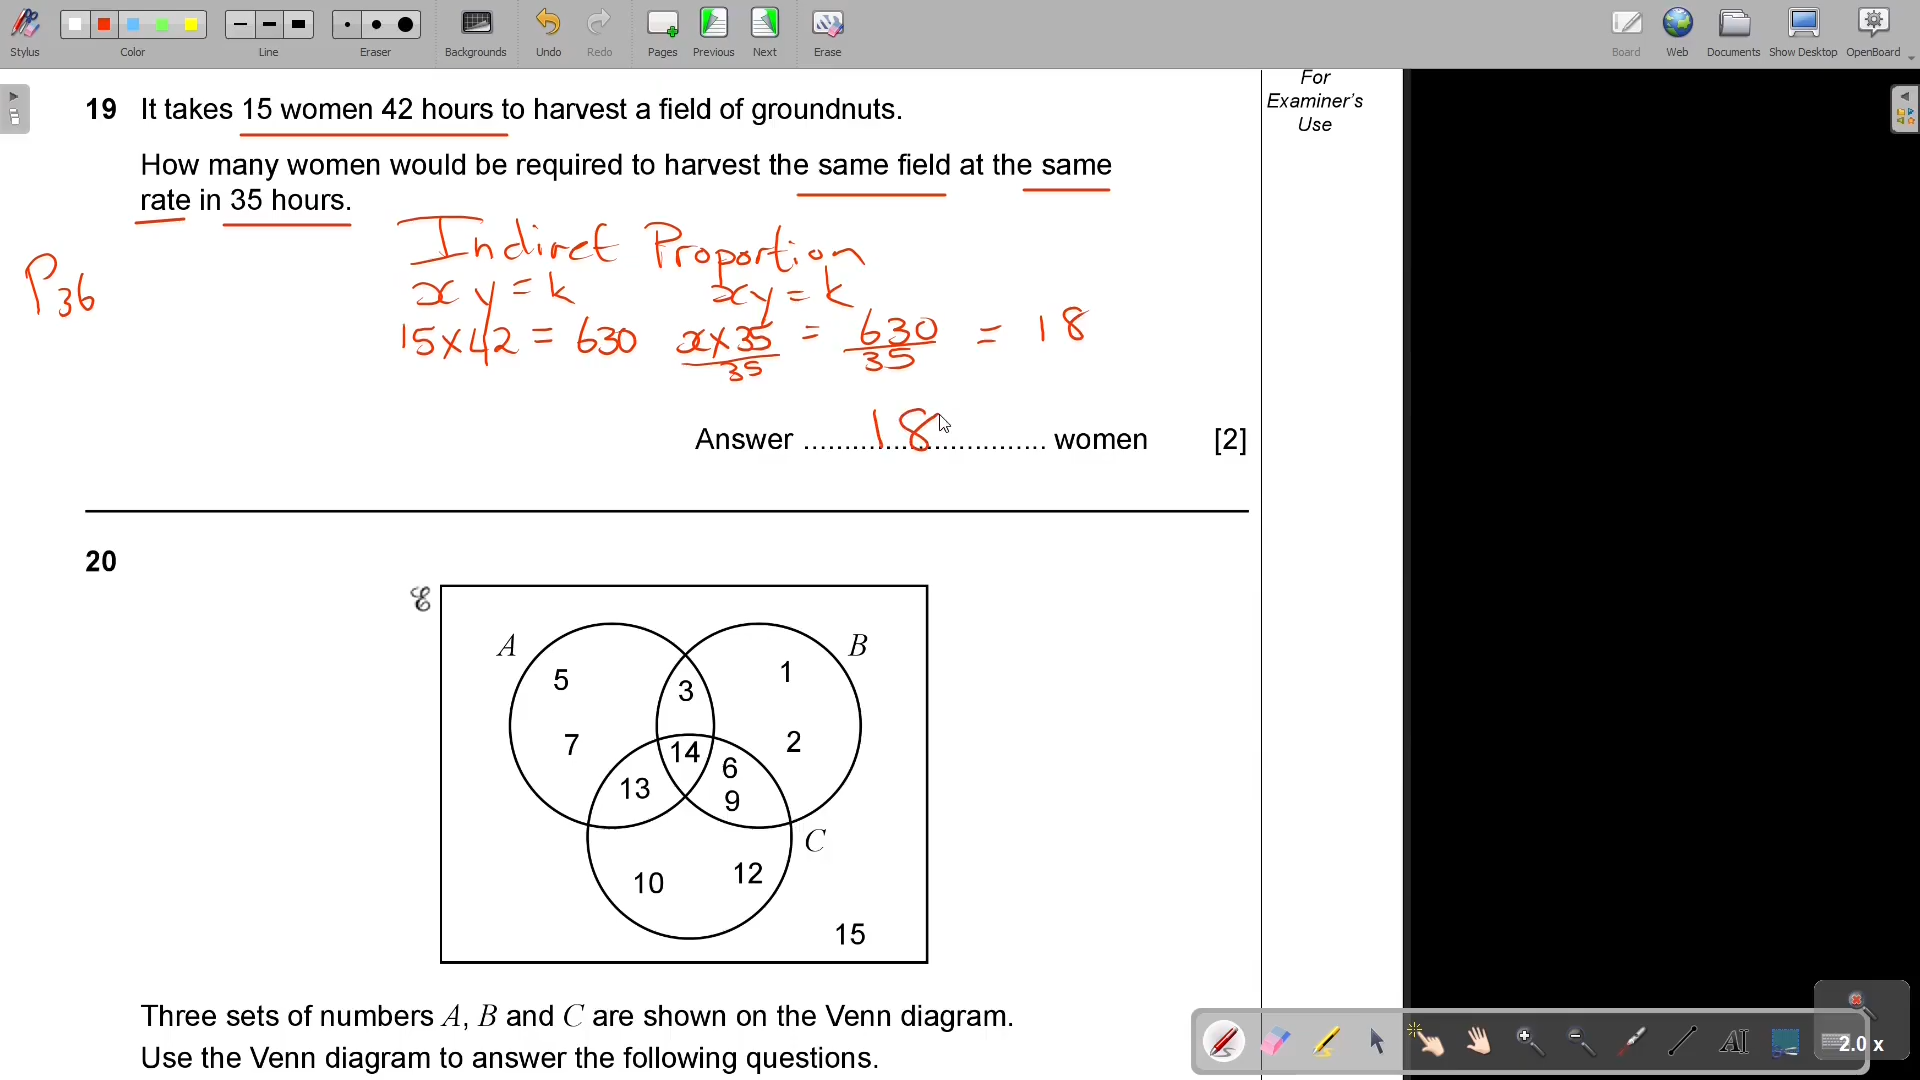 Stylus
Color
Line
Eraser
Backgrounds
Undo
Redo
Pages
Previous
Next
Erase
Board
Web
Documents
Show Desktop
OpenBoard
For
Examiner's
Use
19 It takes 15 women 42 hours to harvest a field of groundnuts.
How many women would be required to harvest the same field at the same
rate in 35 hours.
Indirect Proportion
P36
xy = k xy = k
15×42 = 630 x×35/35 = 630/35 = 18
Answer ....18.... women [2]
20
ℰ
A
B
5
1
3
7
2
14
6
13
9
C
10
12
15
Three sets of numbers A, B and C are shown on the Venn diagram.
Use the Venn diagram to answer the following questions.
AI
2.0 x